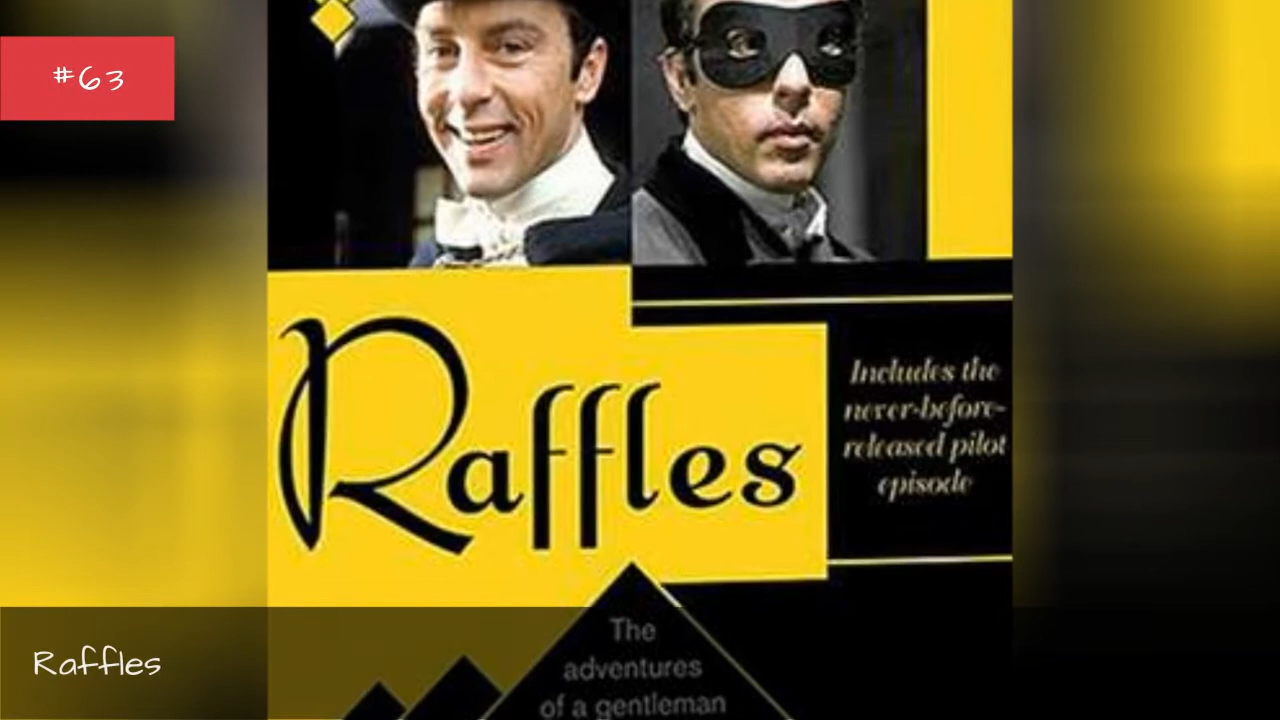 #63
Raffles
Includes the
never-before-
released pilot
episode
The
adventures
of a gentleman
Raffles